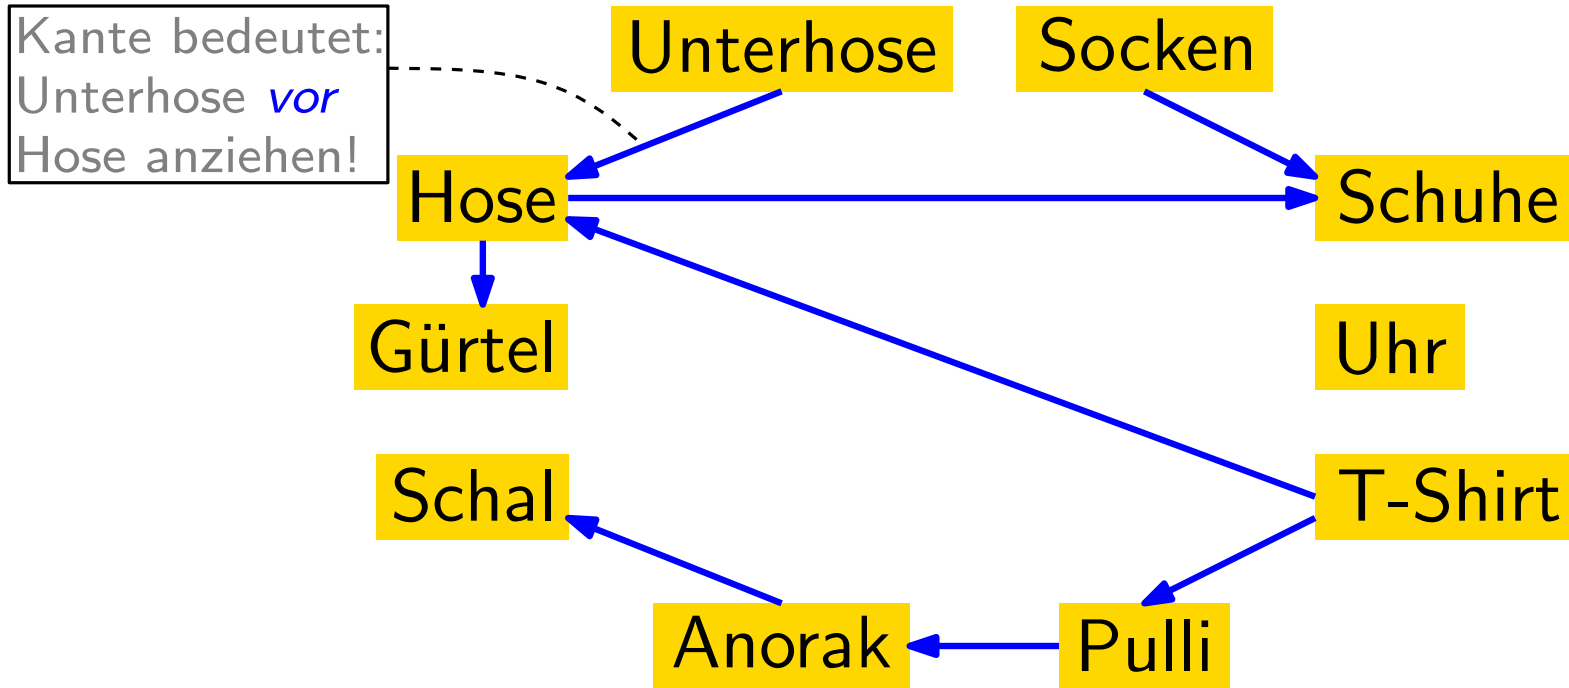 Kante bedeutet:
Unterhose vor
Hose anziehen!
Unterhose
Socken
Hose
Schuhe
Gürtel
Uhr
Schal
T-Shirt
Anorak
Pulli